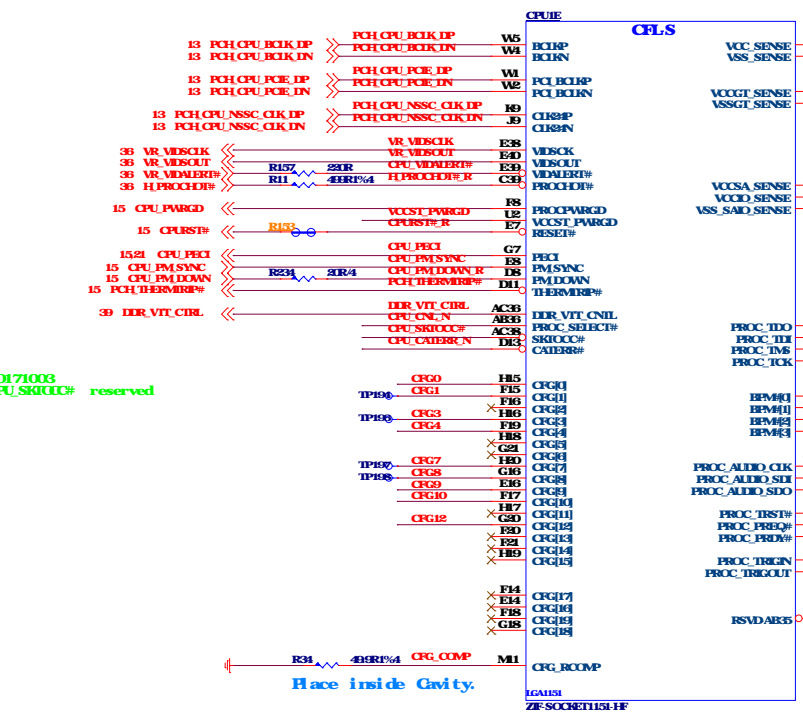 CPU1E
CFL-S
13 PCH_CPU_BCLK_DP PCH_CPU_BCLK_DP W5 BCLKP VCC_SENSE
13 PCH_CPU_BCLK_DN PCH_CPU_BCLK_DN W4 BCLKN VSS_SENSE
13 PCH_CPU_PCIE_DP PCH_CPU_PCIE_DP W1 PCI_BCLKP VCCGT_SENSE
13 PCH_CPU_PCIE_DN PCH_CPU_PCIE_DN W2 PCI_BCLKN VSSGT_SENSE
13 PCH_CPU_NSSC_CLK_DP PCH_CPU_NSSC_CLK_DP K9 CLK24P
13 PCH_CPU_NSSC_CLK_DN PCH_CPU_NSSC_CLK_DN J9 CLK24N
36 VR_VIDSCLK VR_VIDSCLK E38 VIDSCK
36 VR_VIDSOUT VR_VIDSOUT E40 VIDSOUT
36 VR_VIDALERT# R157 220R CPU_VIDALERT# E39 VIDALERT#
36 H_PROCHOT# R11 499R1%4 H_PROCHOT#_R C39 PROCHOT# VCCSA_SENSE
VCCIO_SENSE
15 CPU_PWRGD F8 PROCPWRGD VSS_SAIO_SENSE
VCCST_PWRGD U2 VCCST_PWRGD
15 CPURST# R153 CPURST#_R E7 RESET#
15,21 CPU_PECI CPU_PECI G7 PECI
15 CPU_PM_SYNC CPU_PM_SYNC E8 PM_SYNC
15 CPU_PM_DOWN R234 20R/4 CPU_PM_DOWN_R D8 PM_DOWN
15 PCH_THERMTRIP# PCH_THERMTRIP# D11 THERMTRIP#
39 DDR_VTT_CTRL DDR_VTT_CTRL AC36 DDR_VTT_CNTL
CPU_CNL_N AB36 PROC_SELECT# PROC_TDO
CPU_SKTOCC# AC38 SKTOCC# PROC_TDI
CPU_CATERR_N D13 CATERR# PROC_TMS
PROC_TCK
0171003
PU_SKTOCC# reserved
CFG0 H15 CFG[0]
TP194 CFG1 F15 CFG[1] BPM#[0]
F16 CFG[2] BPM#[1]
TP196 CFG3 H16 CFG[3] BPM#[2]
CFG4 F19 CFG[4] BPM#[3]
H18 CFG[5]
G21 CFG[6]
TP197 CFG7 H20 CFG[7] PROC_AUDIO_CLK
TP198 CFG8 G16 CFG[8] PROC_AUDIO_SDI
CFG9 E16 CFG[9] PROC_AUDIO_SDO
CFG10 F17 CFG[10]
H17 CFG[11] PROC_TRST#
CFG12 G20 CFG[12] PROC_PREQ#
F20 CFG[13] PROC_PRDY#
F21 CFG[14]
H19 CFG[15] PROC_TRIGIN
PROC_TRIGOUT
F14 CFG[17]
E14 CFG[16]
F18 CFG[19] RSVD AB35
G18 CFG[18]
R34 49.9R1%4 CFG_COMP M11 CFG_RCOMP
Place inside Cavity.
LGA1151
ZIF-SOCKET1151-HF